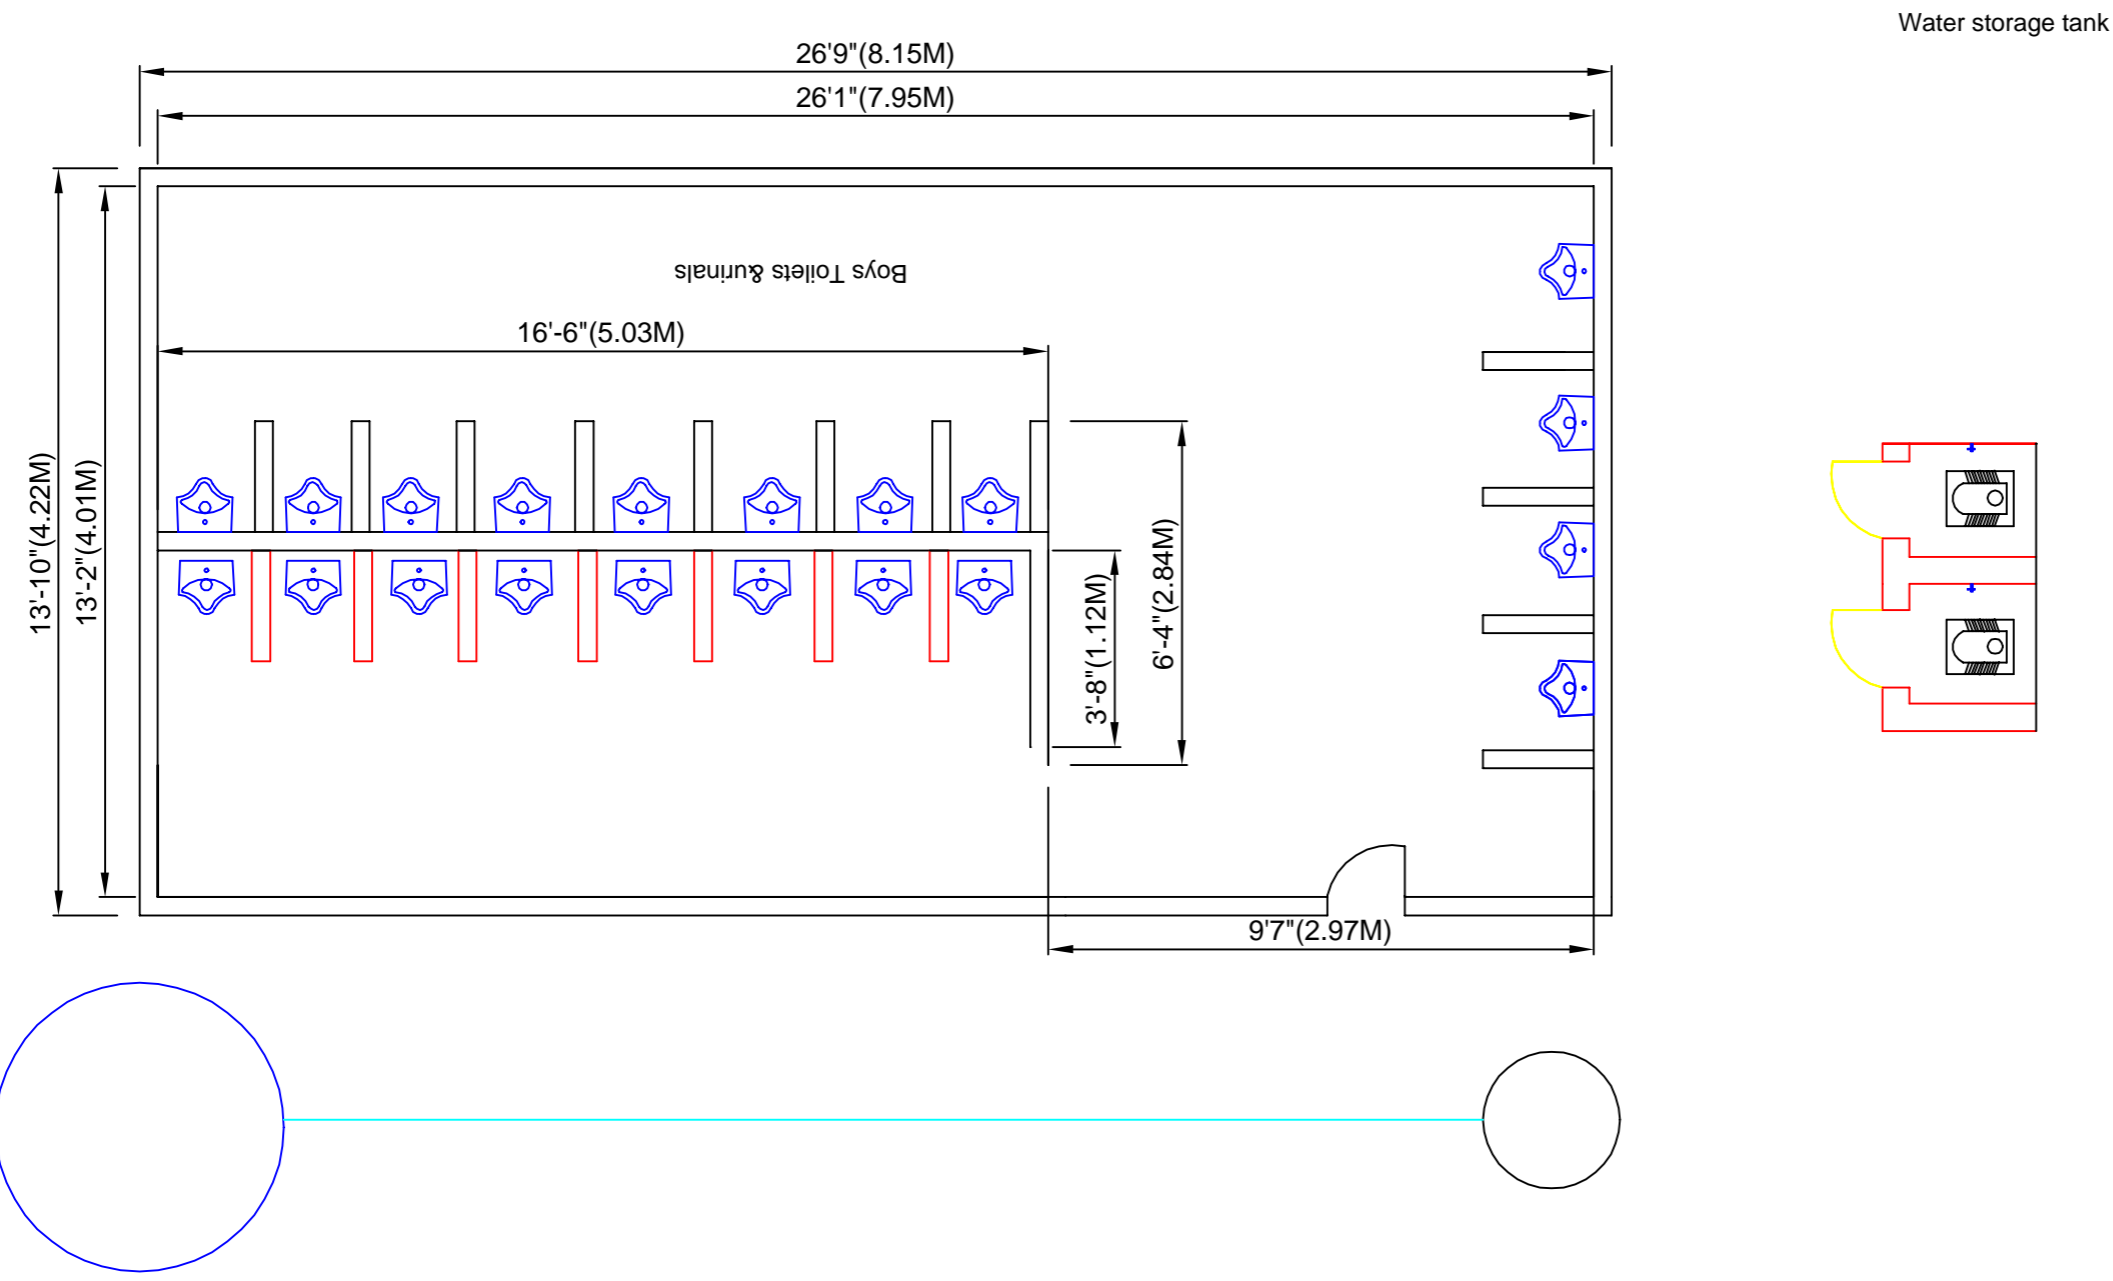 Water storage tank
26'9"(8.15M)
26'1"(7.95M)
Boys Toilets &urinals
16'-6"(5.03M)
13'-10"(4.22M)
13'-2"(4.01M)
3'-8"(1.12M)
6'-4"(2.84M)
9'7"(2.97M)